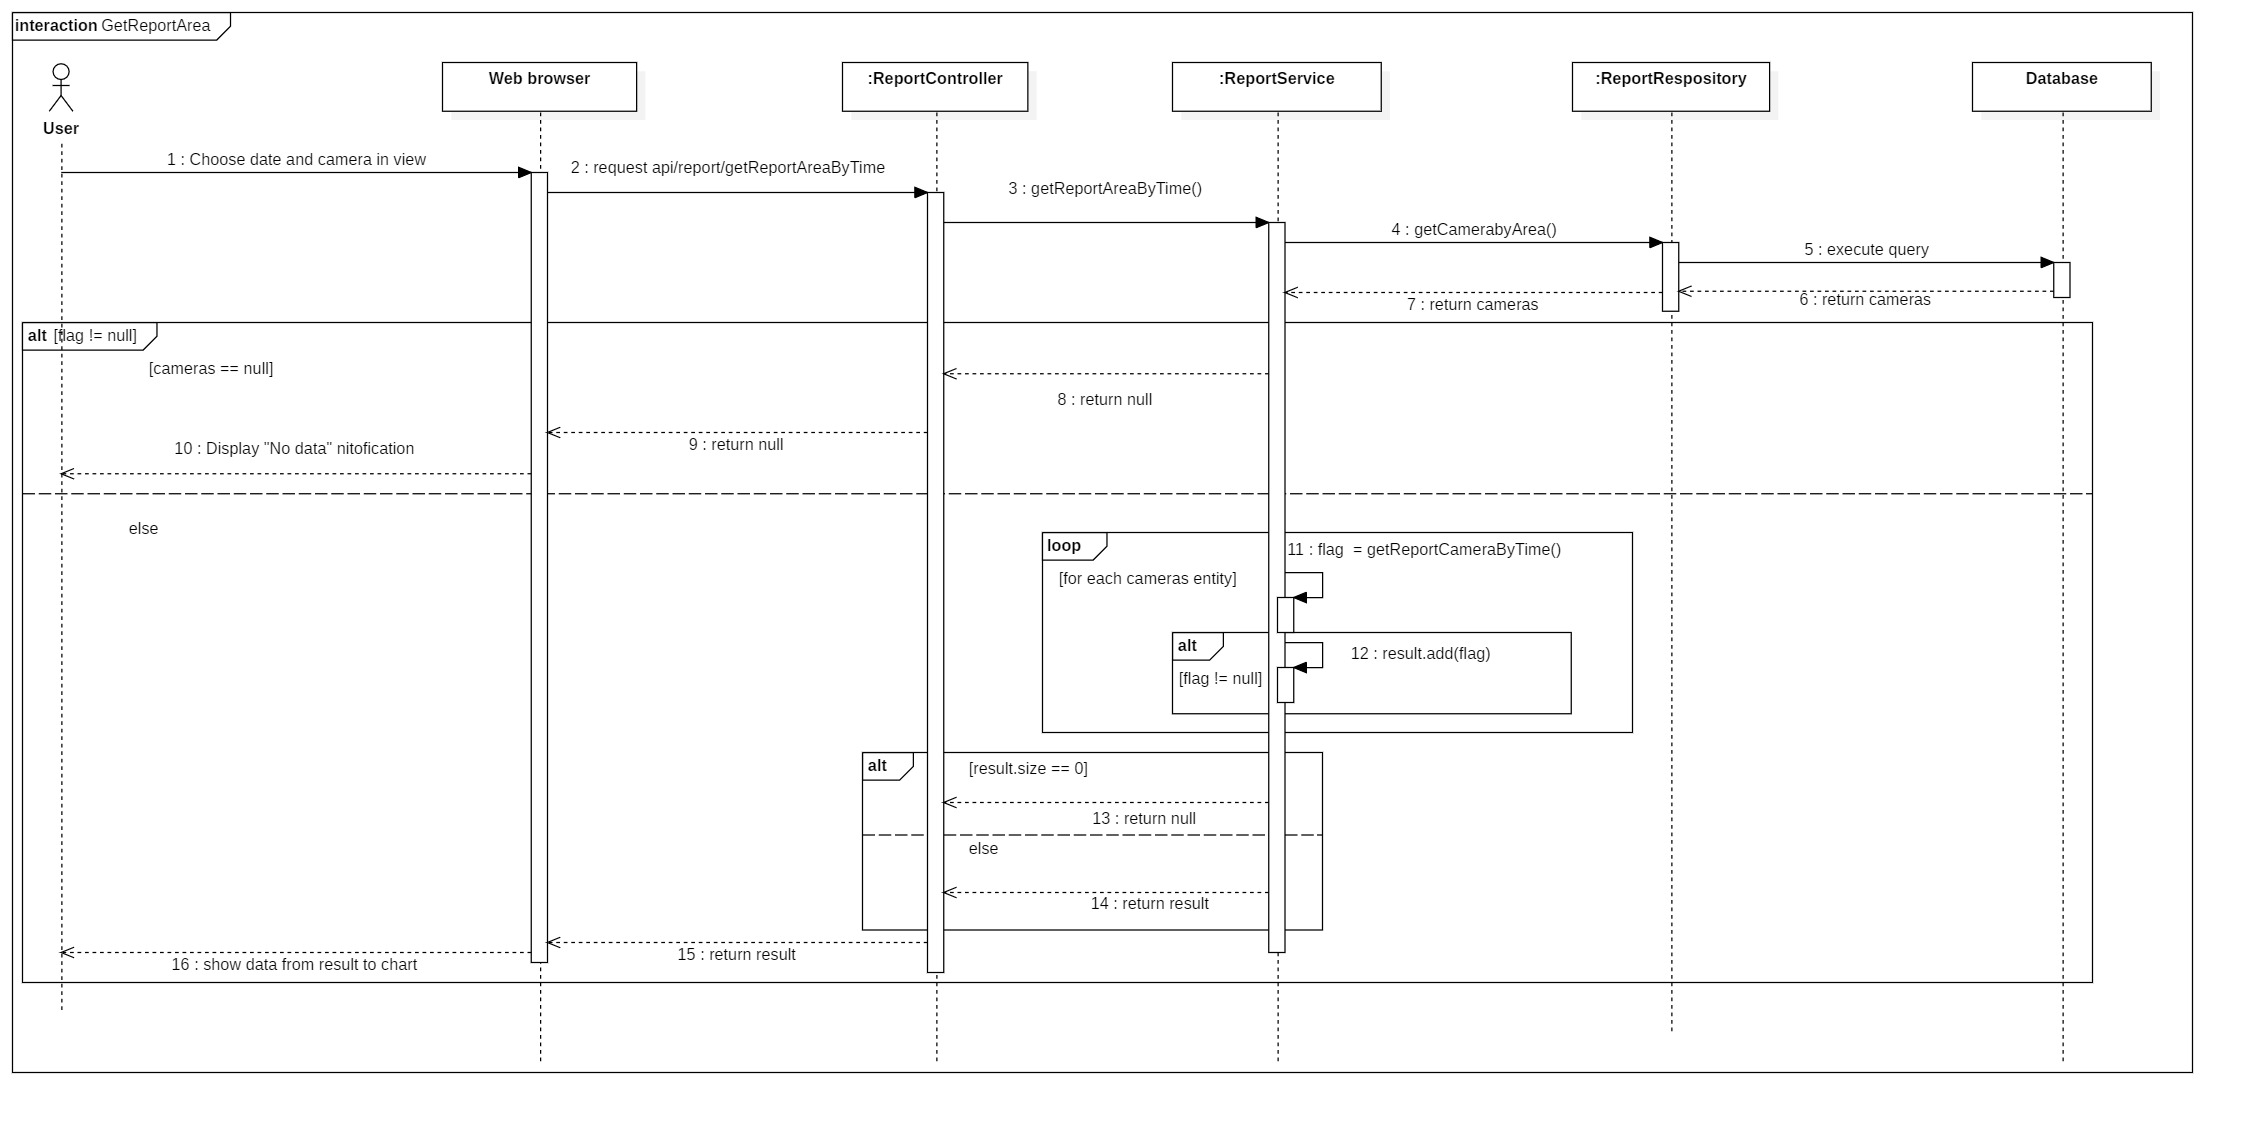 interaction GetReportArea
Web browser
:ReportController
:ReportService
:ReportRespository
Database
User
1 : Choose date and camera in view
2 : request api/report/getReportAreaByTime
3 : getReportAreaByTime()
4 : getCamerabyArea()
5 : execute query
6 : return cameras
7 : return cameras
alt [flag != null]
[cameras == null]
8 : return null
9 : return null
10 : Display "No data" nitofication
else
loop
11 : flag  = getReportCameraByTime()
[for each cameras entity]
alt
12 : result.add(flag)
[flag != null]
alt
[result.size == 0]
13 : return null
else
14 : return result
15 : return result
16 : show data from result to chart